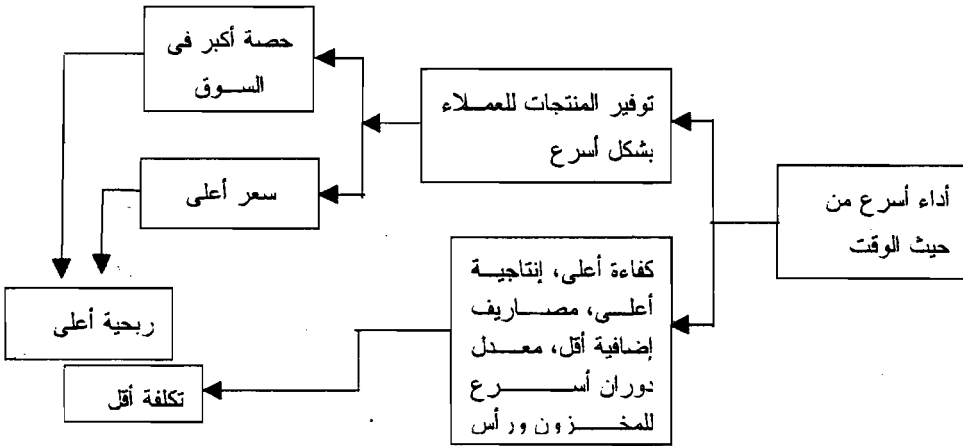 أداء أسرع من
حيث الوقت
توفير المنتجات للعملاء
بشكل أسرع
حصة أكبر فى
السوق
سعر أعلى
كفاءة أعلى، إنتاجية
أعلى، مصاريف
إضافية أقل، معدل
دوران أسرع
للمخزون ورأس
ربحية أعلى
تكلفة أقل